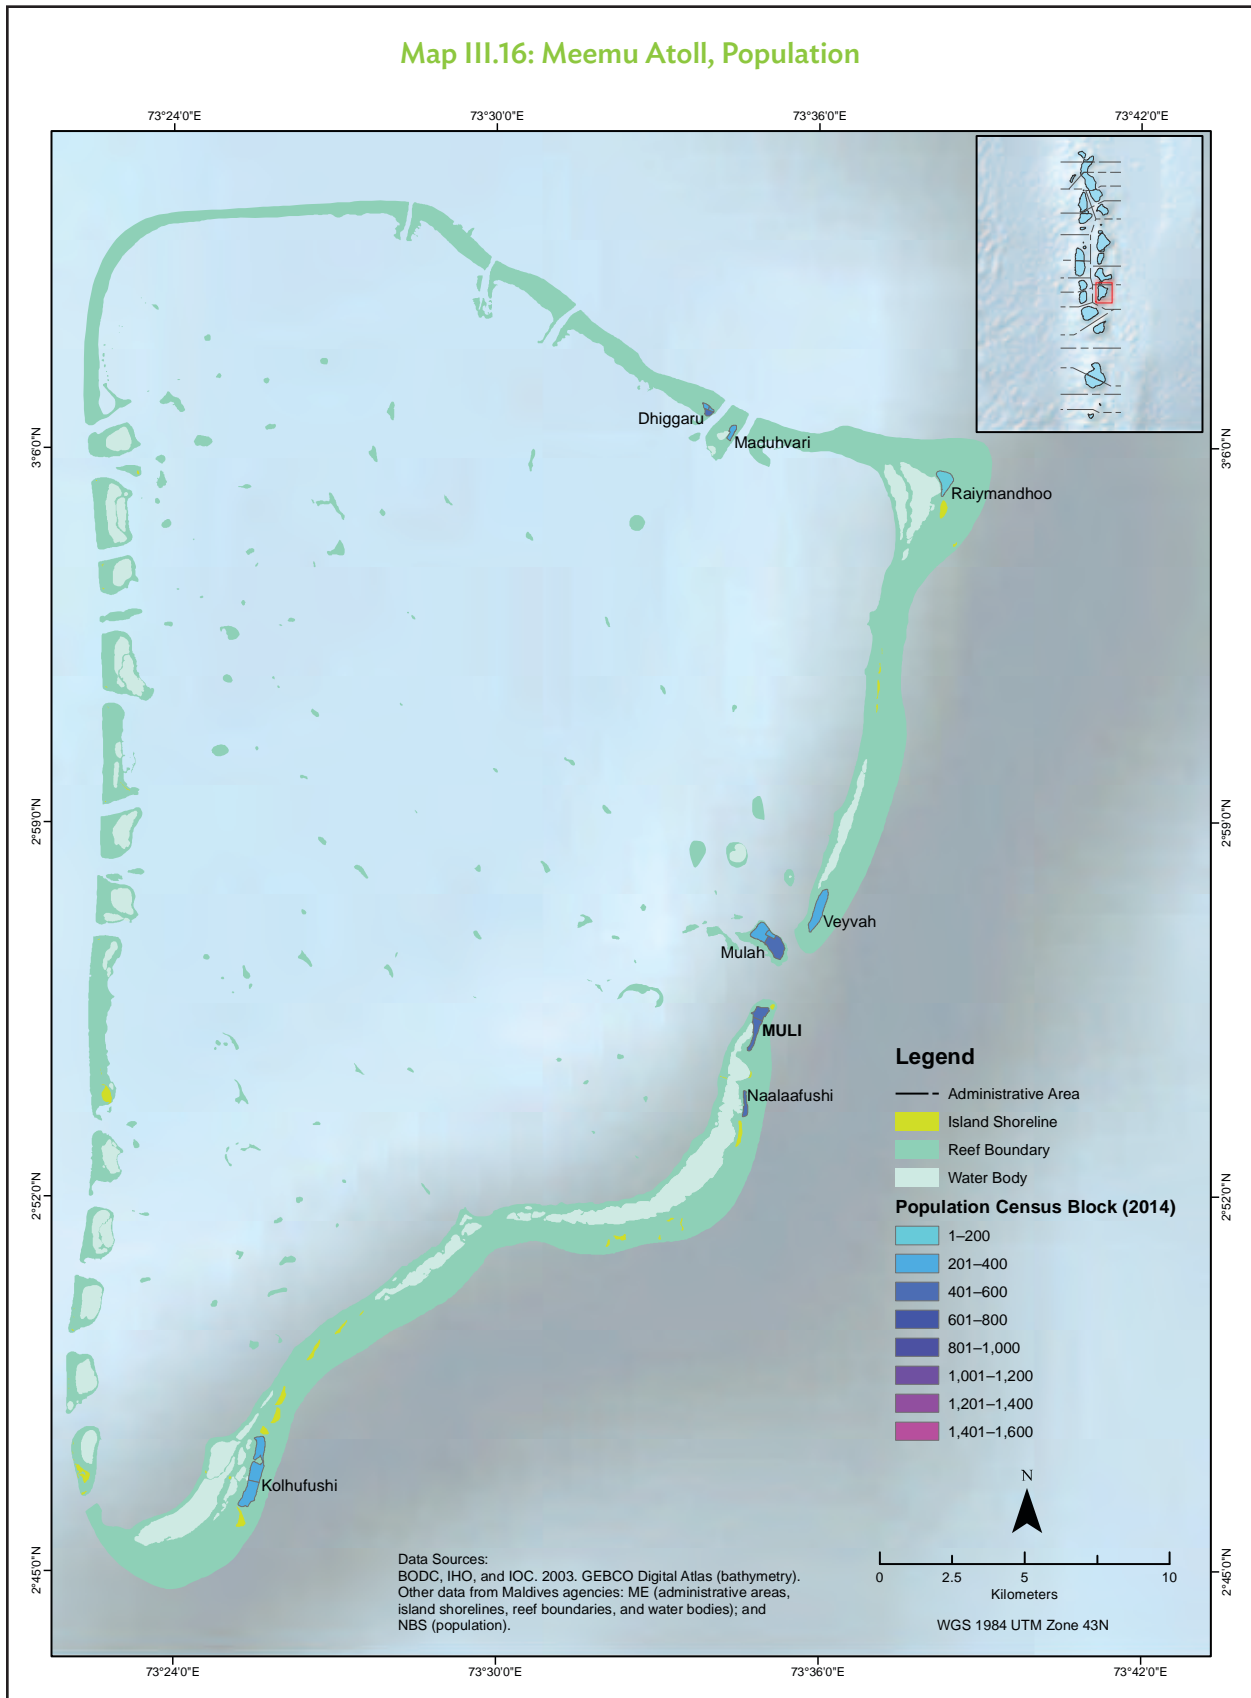 Map III.16: Meemu Atoll, Population
73°24'0"E
73°30'0"E
73°36'0"E
73°42'0"E
Dhiggaru
Maduhvari
3°6'0"N
3°6'0"N
Raiymandhoo
2°59'0"N
2°59'0"N
Veyvah
Mulah
MULI
Naalaafushi
2°52'0"N
2°52'0"N
Kolhufushi
2°45'0"N
2°45'0"N
Legend
Administrative Area
Island Shoreline
Reef Boundary
Water Body
Population Census Block (2014)
1–200
201–400
401–600
601–800
801–1,000
1,001–1,200
1,201–1,400
1,401–1,600
N
0 2.5 5 10
Kilometers
WGS 1984 UTM Zone 43N
Data Sources:
BODC, IHO, and IOC. 2003. GEBCO Digital Atlas (bathymetry).
Other data from Maldives agencies: ME (administrative areas,
island shorelines, reef boundaries, and water bodies); and
NBS (population).
73°24'0"E
73°30'0"E
73°36'0"E
73°42'0"E